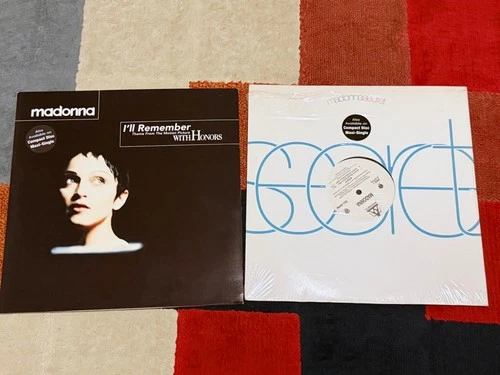 madonna
Also
Available on
Compact Disc
Maxi-Single
I'll Remember
Theme From The Motion Picture
WITH HONORS
madonnasecret
Also
Available on
Compact Disc
Maxi-Single
secret
MADONNA